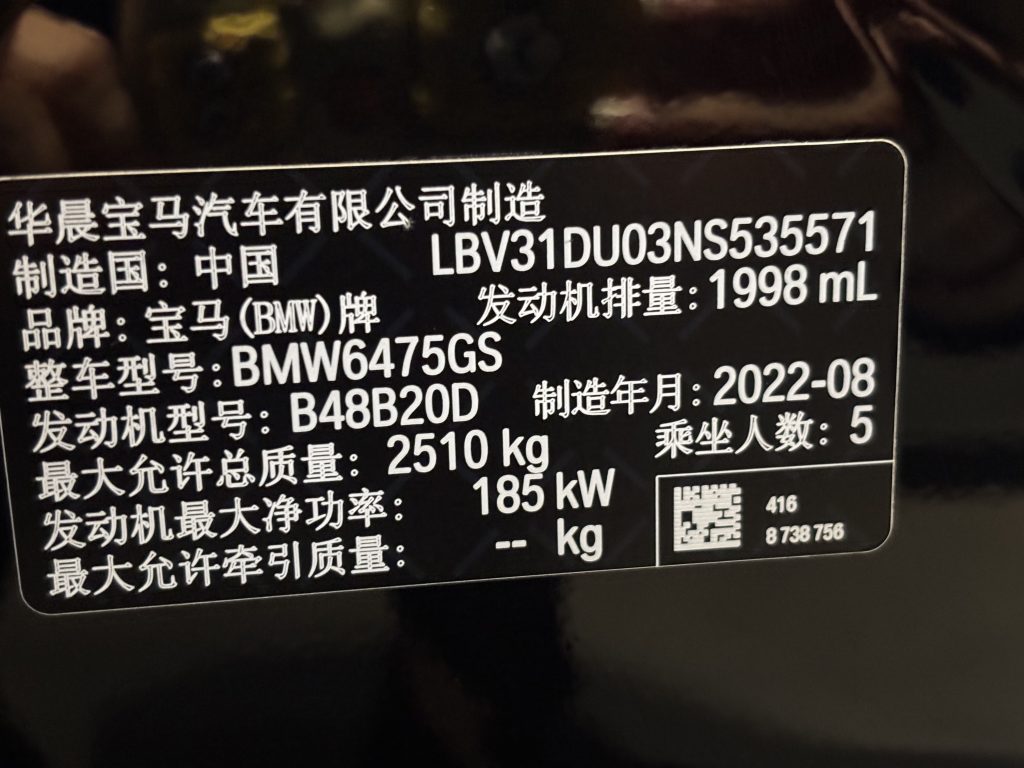 华晨宝马汽车有限公司制造
制造国：中国 LBV31DU03NS535571
品牌：宝马(BMW)牌 发动机排量：1998 mL
整车型号：BMW6475GS
发动机型号：B48B20D 制造年月：2022-08
最大允许总质量：2510 kg 乘坐人数：5
发动机最大净功率：185 kW
最大允许牵引质量：-- kg
416
8 738 756